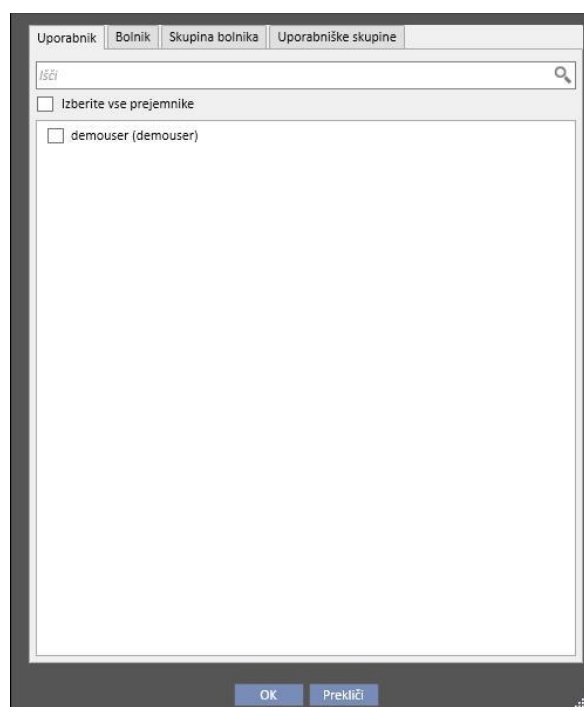 Uporabnik Bolnik Skupina bolnika Uporabniške skupine
Išči
Izberite vse prejemnike
demouser (demouser)
OK Prekliči